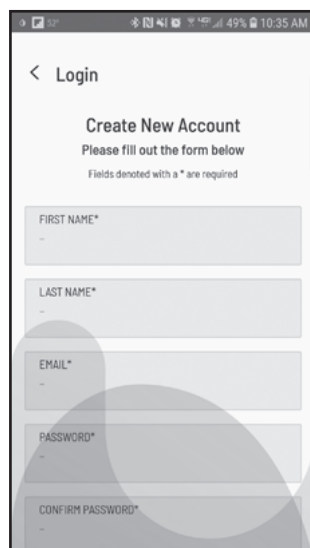 52° 49% 10:35 AM
< Login
Create New Account
Please fill out the form below
Fields denoted with a * are required
FIRST NAME*
-
LAST NAME*
-
EMAIL*
-
PASSWORD*
-
CONFIRM PASSWORD*
-